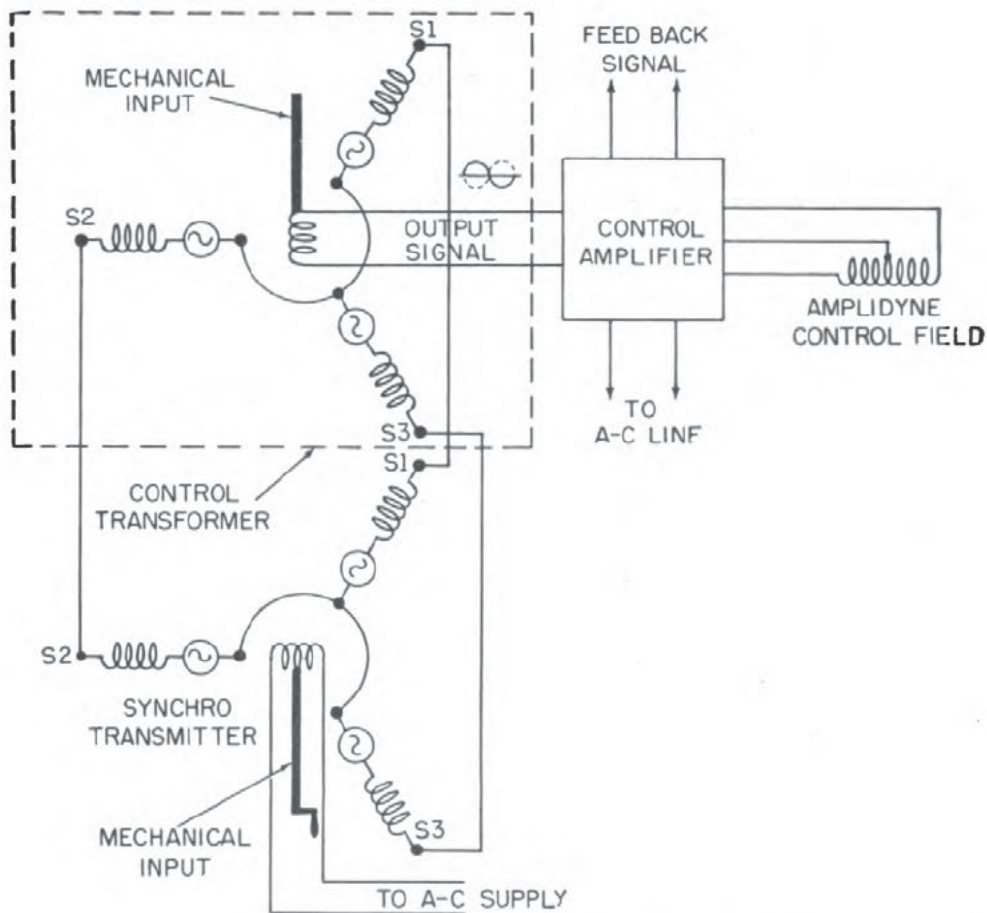 S1
FEED BACK
SIGNAL
MECHANICAL
INPUT
S2
OUTPUT
SIGNAL
CONTROL
AMPLIFIER
AMPLIDYNE
CONTROL FIELD
TO
A-C LINF
S3
S1
CONTROL
TRANSFORMER
S2
SYNCHRO
TRANSMITTER
S3
MECHANICAL
INPUT
TO A-C SUPPLY